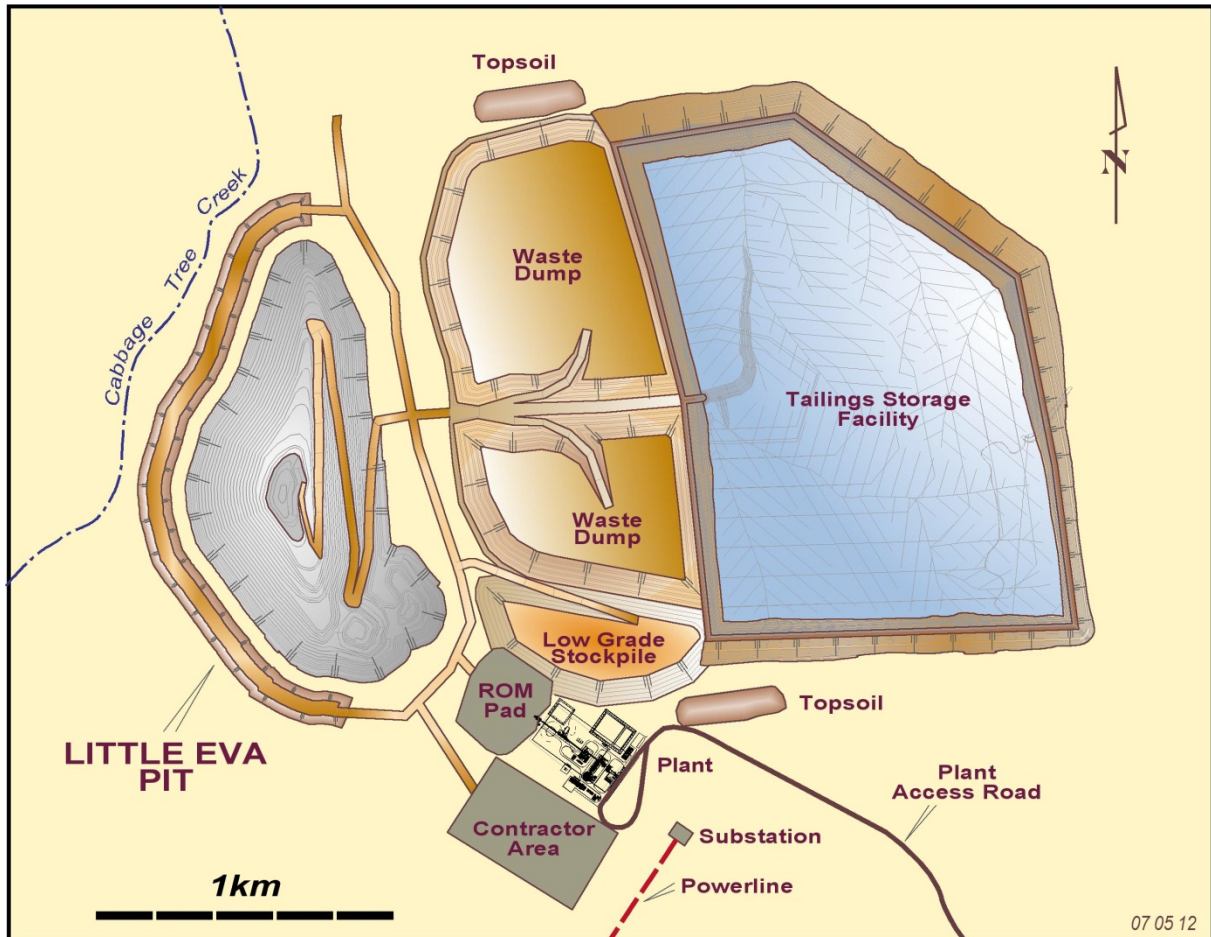 Topsoil
N
Cabbage Tree Creek
Waste
Dump
Tailings Storage
Facility
Waste
Dump
Low Grade
Stockpile
ROM
Pad
Topsoil
LITTLE EVA
PIT
Plant
Plant
Access Road
Contractor
Area
Substation
Powerline
1km
07 05 12